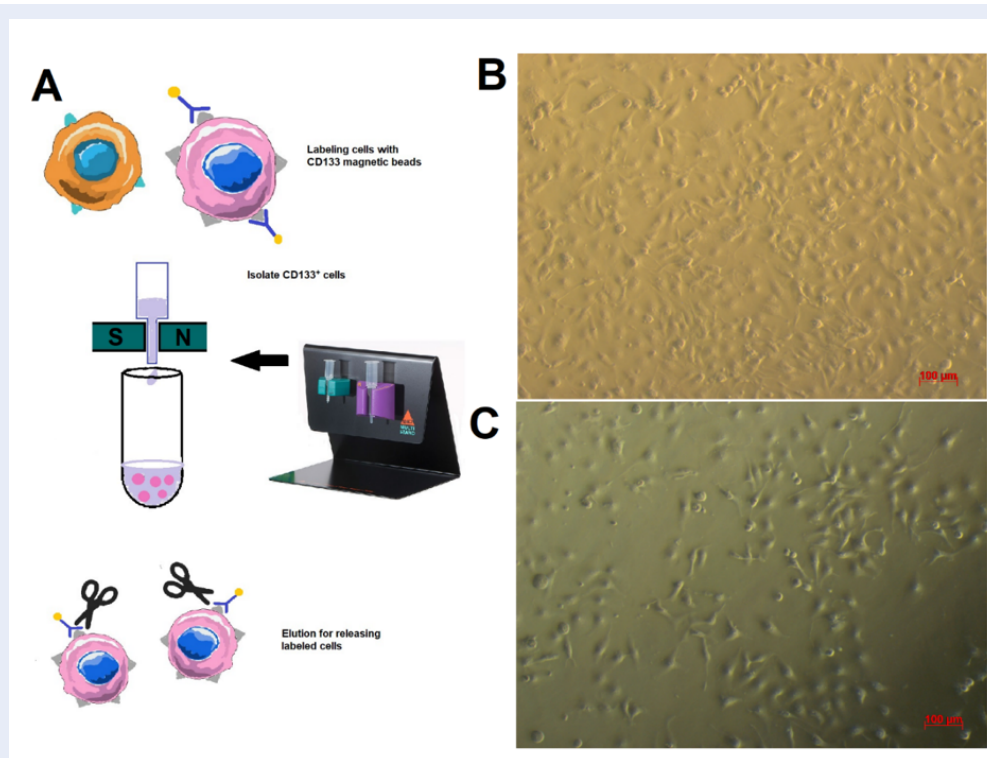 A
Labeling cells with
CD133 magnetic beads
Isolate CD133⁺ cells
S N
Elution for releasing
labeled cells
B
100 µm
C
100 µm